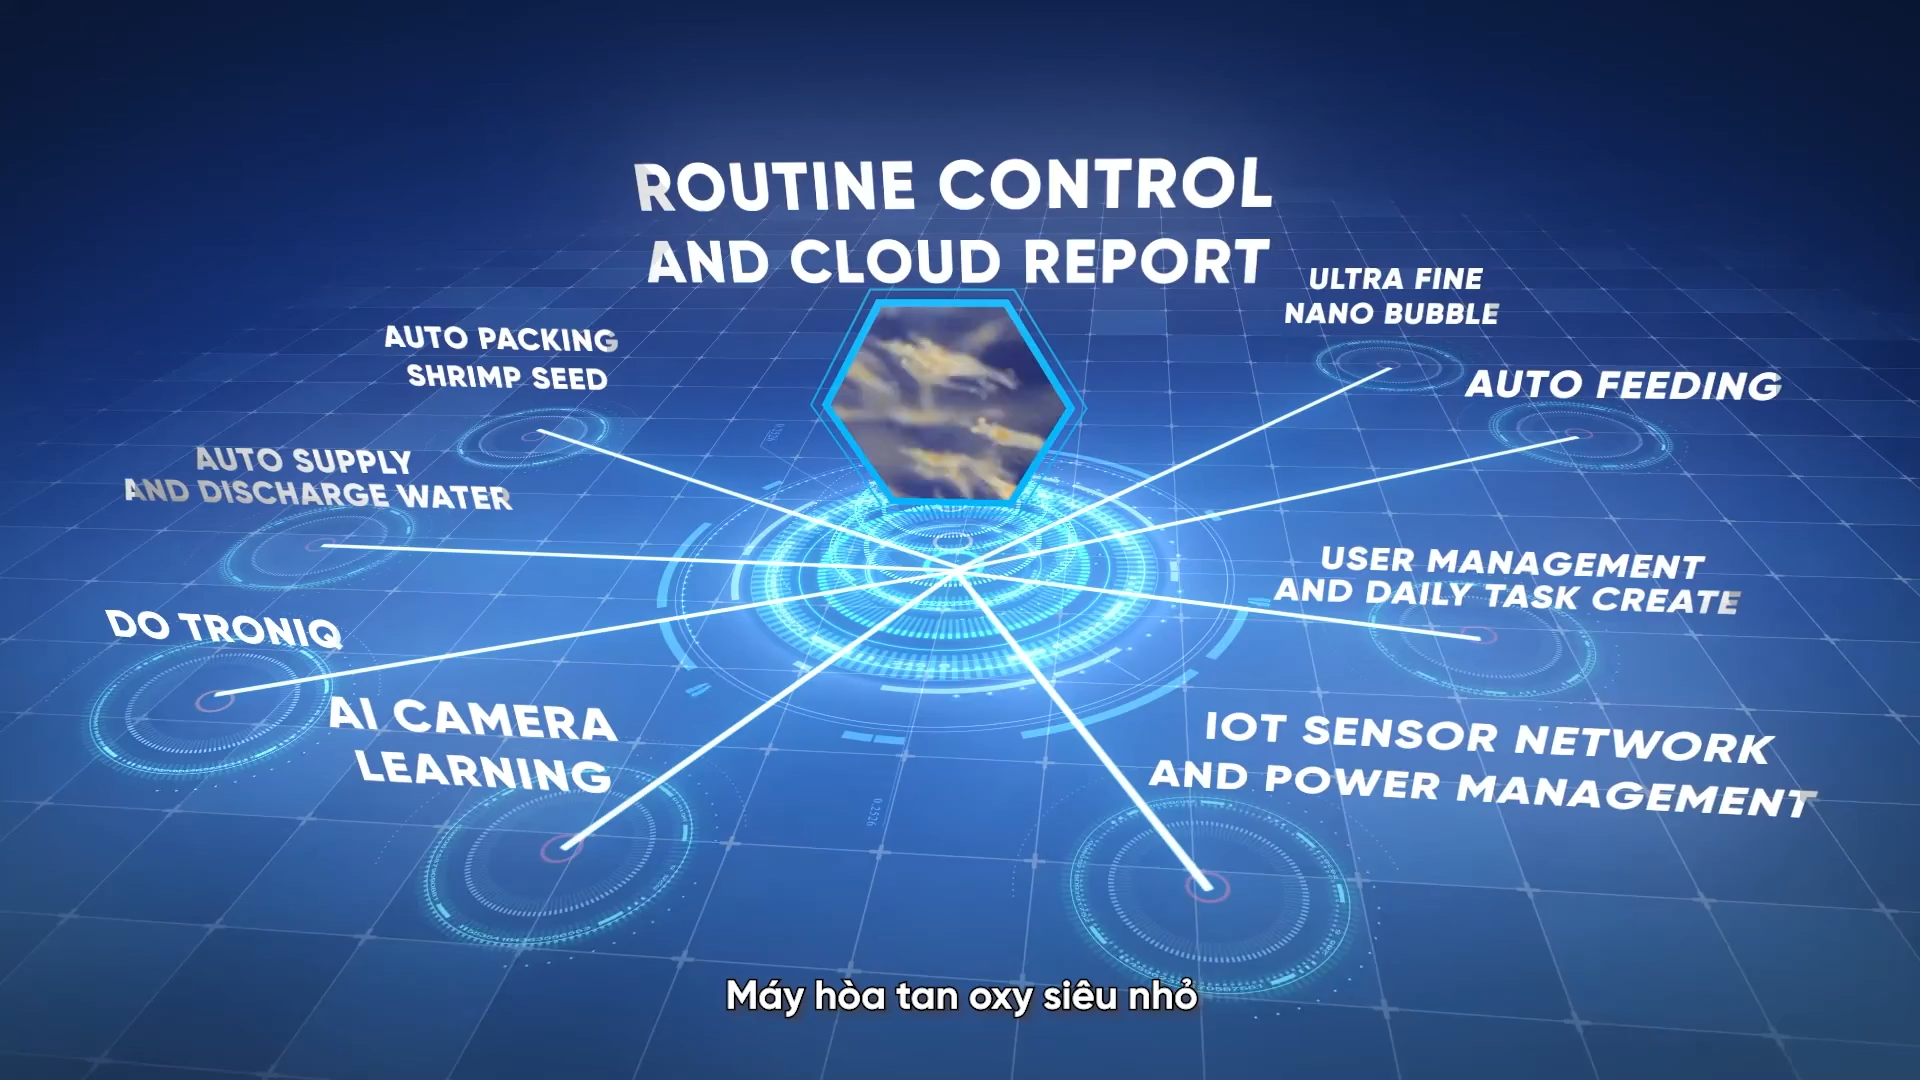 ROUTINE CONTROL
AND CLOUD REPORT
ULTRA FINE
NANO BUBBLE
AUTO PACKING
SHRIMP SEED
AUTO FEEDING
AUTO SUPPLY
AND DISCHARGE WATER
USER MANAGEMENT
AND DAILY TASK CREATE
DO TRONIQ
AI CAMERA
LEARNING
IOT SENSOR NETWORK
AND POWER MANAGEMENT
0.2326
Máy hòa tan oxy siêu nhỏ